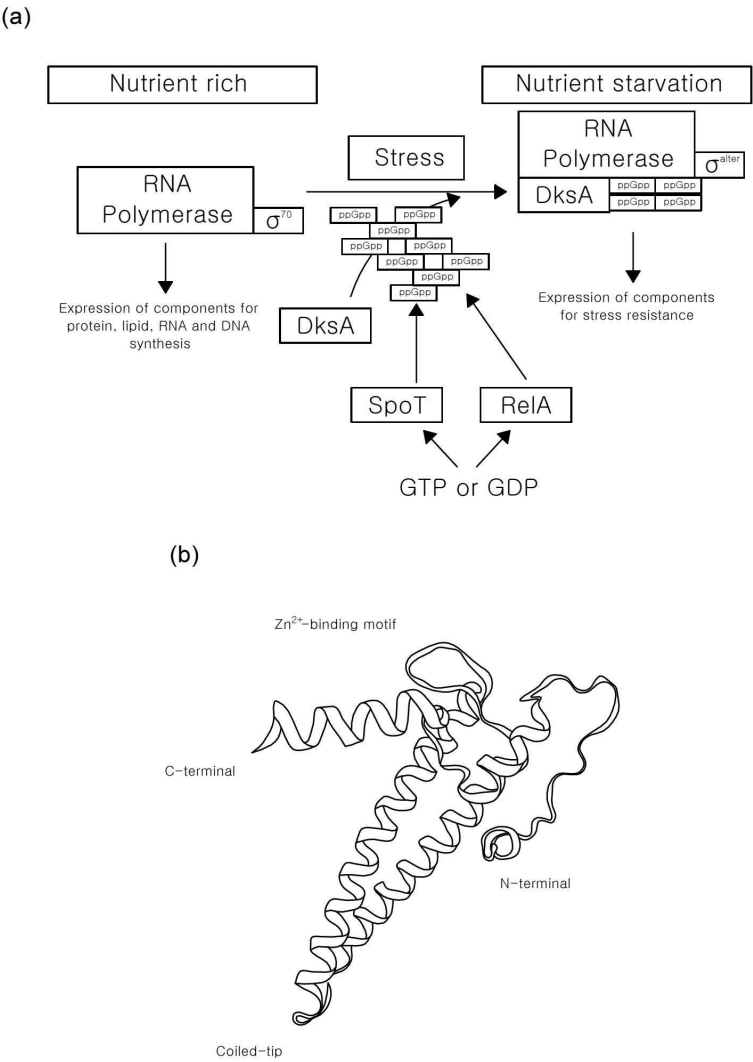 (a)
Nutrient rich
Nutrient starvation
Stress
RNA
Polymerase
σ⁷⁰
RNA
Polymerase
σᵃˡᵗᵉʳ
DksA
ppGpp ppGpp
ppGpp ppGpp
ppGpp ppGpp
ppGpp
ppGpp ppGpp
ppGpp ppGpp
ppGpp
ppGpp
Expression of components for
protein, lipid, RNA and DNA
synthesis
DksA
Expression of components
for stress resistance
SpoT
RelA
GTP or GDP
(b)
Zn²⁺-binding motif
C-terminal
N-terminal
Coiled-tip